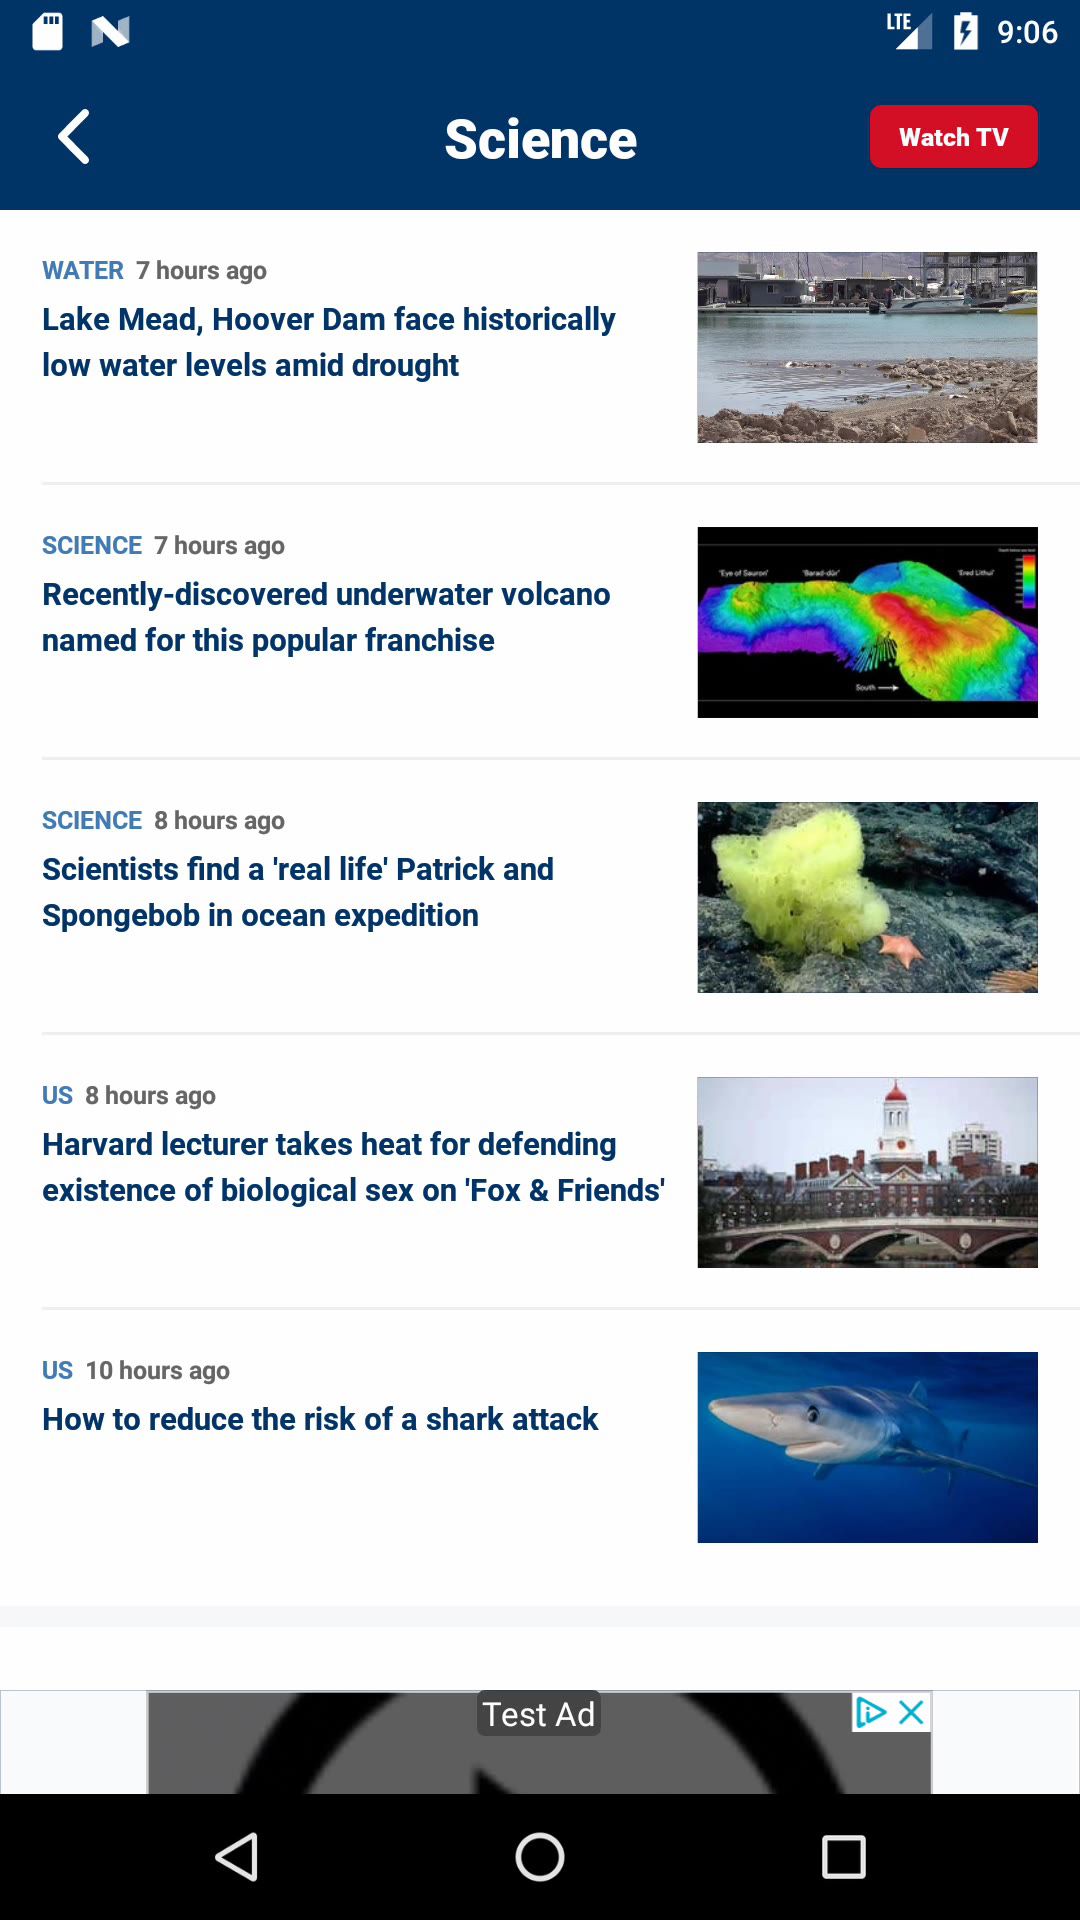 LTE 9:06
Science
Watch TV
WATER 7 hours ago
Lake Mead, Hoover Dam face historically
low water levels amid drought
SCIENCE 7 hours ago
Recently-discovered underwater volcano
named for this popular franchise
'Eye of Sauron' 'Barad-dûr' 'Ered Lithui'
South
SCIENCE 8 hours ago
Scientists find a 'real life' Patrick and
Spongebob in ocean expedition
US 8 hours ago
Harvard lecturer takes heat for defending
existence of biological sex on 'Fox & Friends'
US 10 hours ago
How to reduce the risk of a shark attack
Test Ad